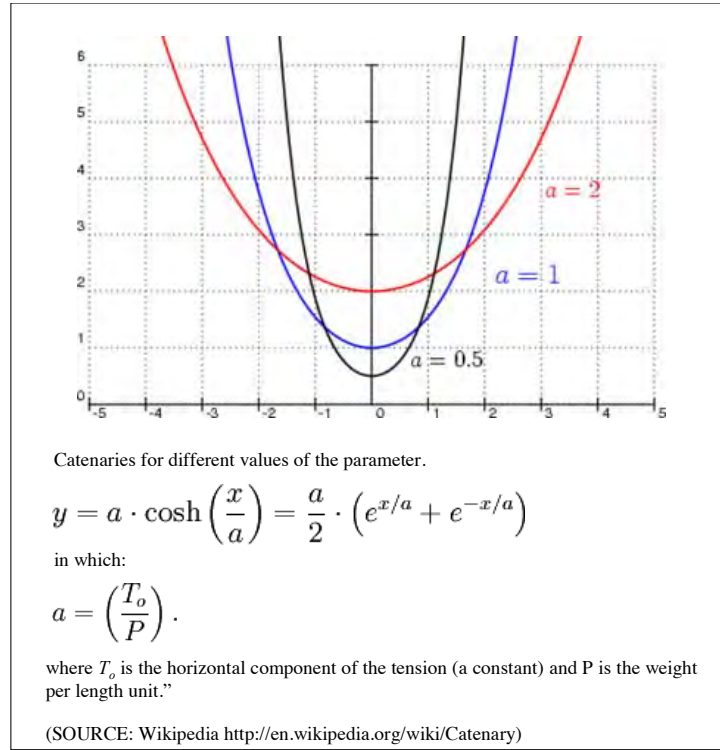 6
5
4
3
2
1
0
-5 -4 -3 -2 -1 0 1 2 3 4 5
a = 2
a = 1
a = 0.5
Catenaries for different values of the parameter.
y = a · cosh(x/a) = a/2 · (e^{x/a} + e^{-x/a})
in which:
a = (T_o/P).
where T_o is the horizontal component of the tension (a constant) and P is the weight
per length unit.”
(SOURCE: Wikipedia http://en.wikipedia.org/wiki/Catenary)